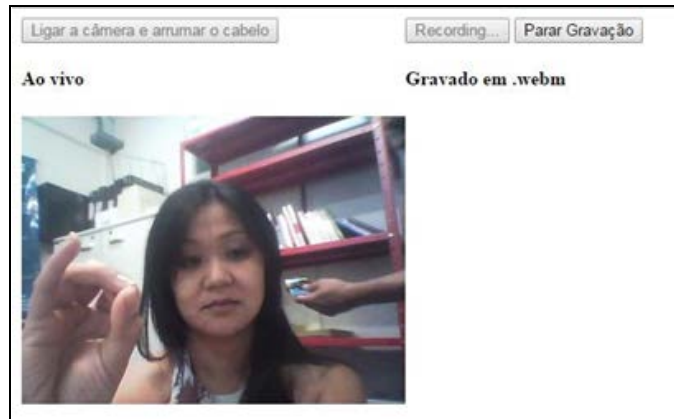 Ligar a câmera e arrumar o cabelo
Recording... Parar Gravação
Ao vivo
Gravado em .webm